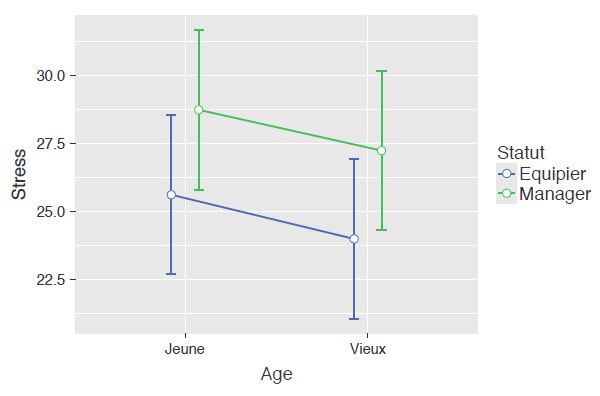 Stress
30.0
27.5
25.0
22.5
Jeune
Vieux
Age
Statut
Equipier
Manager